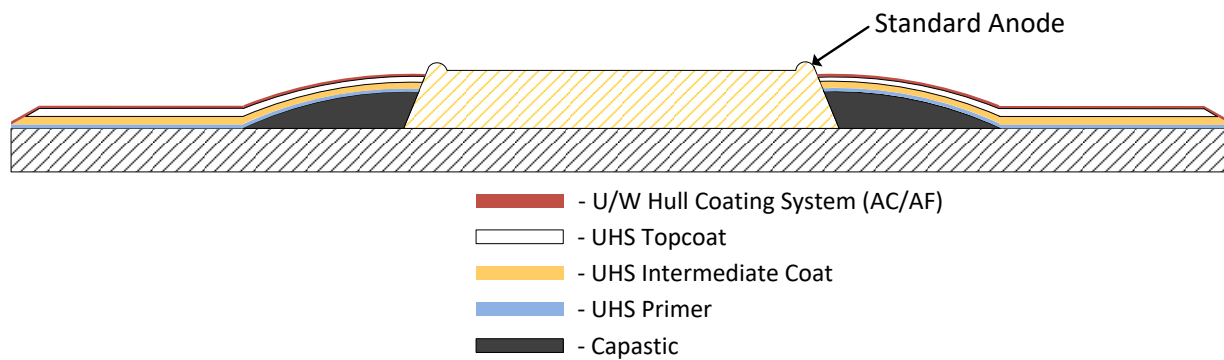 Standard Anode
- U/W Hull Coating System (AC/AF)
- UHS Topcoat
- UHS Intermediate Coat
- UHS Primer
- Capastic